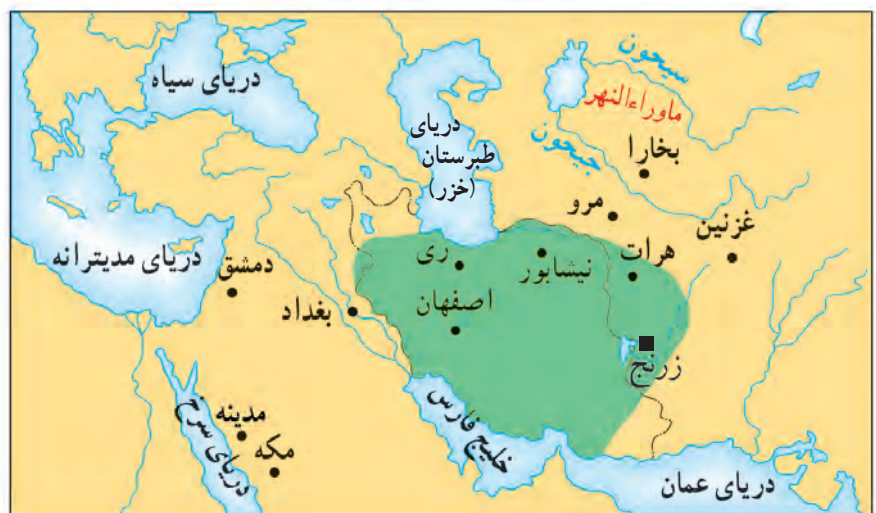 سیحون
ماوراءالنهر
دریای سیاه
دریای
طبرستان
(خزر)
بخارا
جیحون
مرو
غزنین
هرات
نیشابور
ری
دریای مدیترانه
دمشق
اصفهان
بغداد
زرنج
خلیج فارس
مدینه
دریای سرخ
مکه
دریای عمان